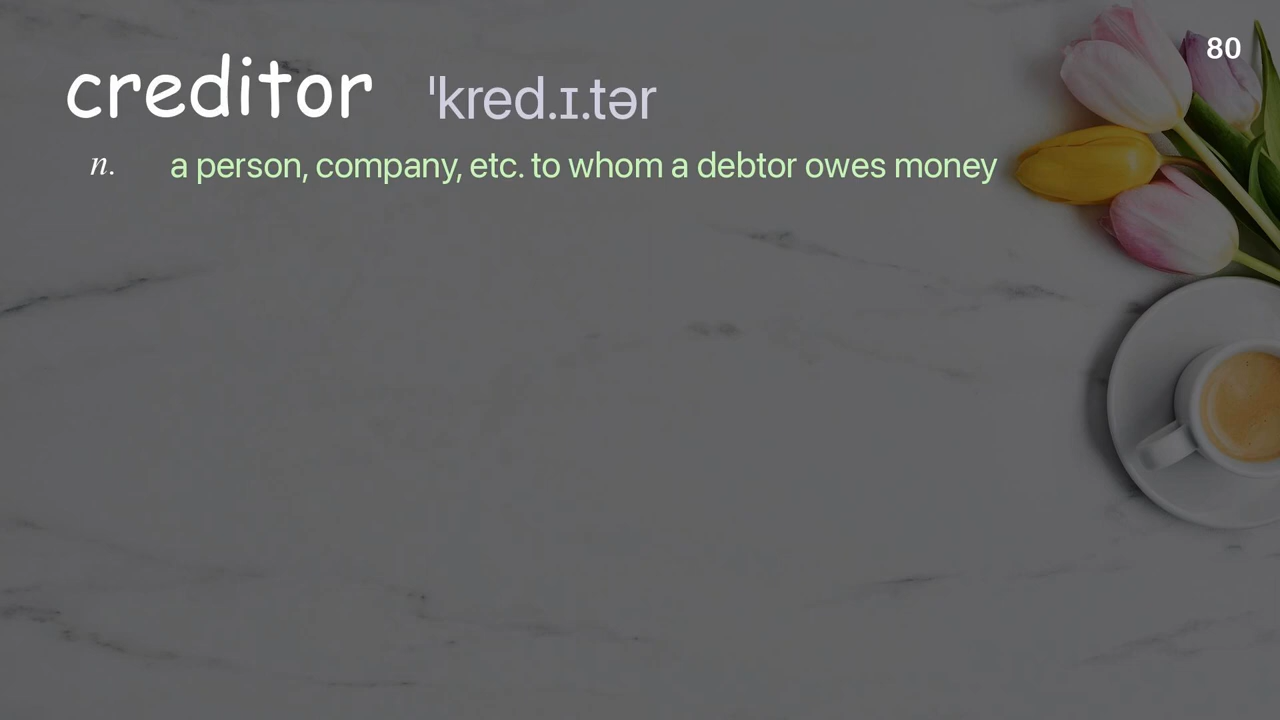 80
creditor ˈkred.ɪ.tər
n. a person, company, etc. to whom a debtor owes money